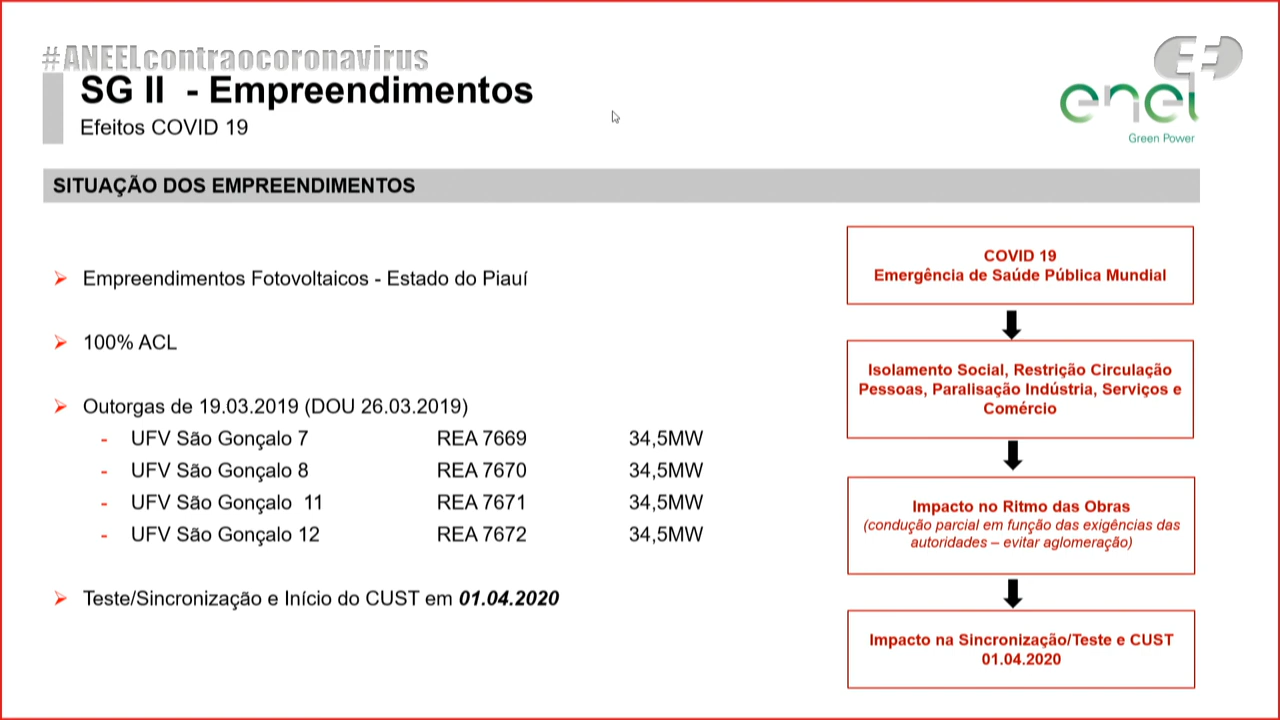 #ANEELcontraocoronavirus
SG II - Empreendimentos
Efeitos COVID 19
enel
Green Power
SITUAÇÃO DOS EMPREENDIMENTOS
Empreendimentos Fotovoltaicos - Estado do Piauí
100% ACL
Outorgas de 19.03.2019 (DOU 26.03.2019)
- UFV São Gonçalo 7 REA 7669 34,5MW
- UFV São Gonçalo 8 REA 7670 34,5MW
- UFV São Gonçalo 11 REA 7671 34,5MW
- UFV São Gonçalo 12 REA 7672 34,5MW
Teste/Sincronização e Início do CUST em 01.04.2020
COVID 19
Emergência de Saúde Pública Mundial
Isolamento Social, Restrição Circulação
Pessoas, Paralisação Indústria, Serviços e
Comércio
Impacto no Ritmo das Obras
(condução parcial em função das exigências das
autoridades – evitar aglomeração)
Impacto na Sincronização/Teste e CUST
01.04.2020